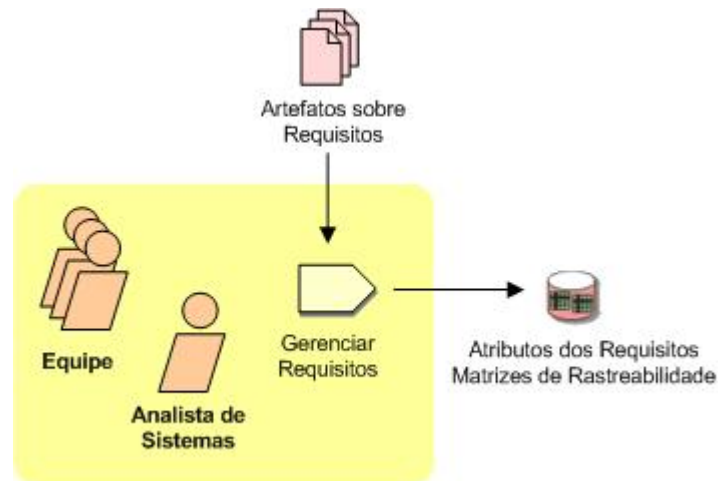 Artefatos sobre
Requisitos
Equipe
Analista de
Sistemas
Gerenciar
Requisitos
Atributos dos Requisitos
Matrizes de Rastreabilidade